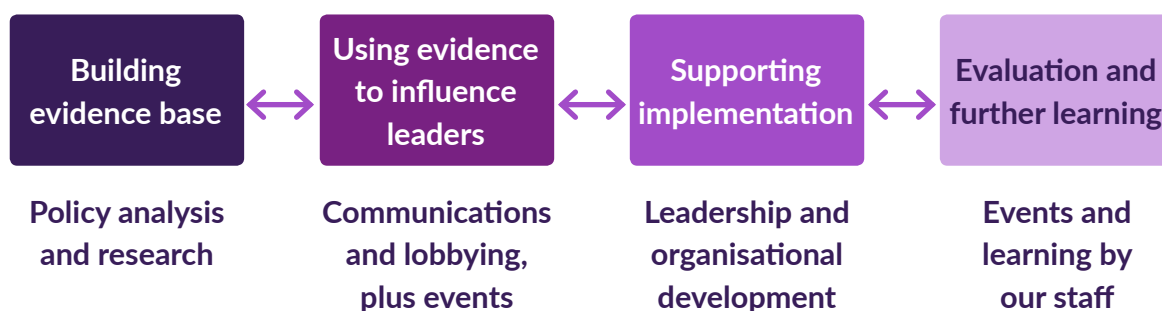 Building
evidence base
Using evidence
to influence
leaders
Supporting
implementation
Evaluation and
further learning
Policy analysis
and research
Communications
and lobbying,
plus events
Leadership and
organisational
development
Events and
learning by
our staff